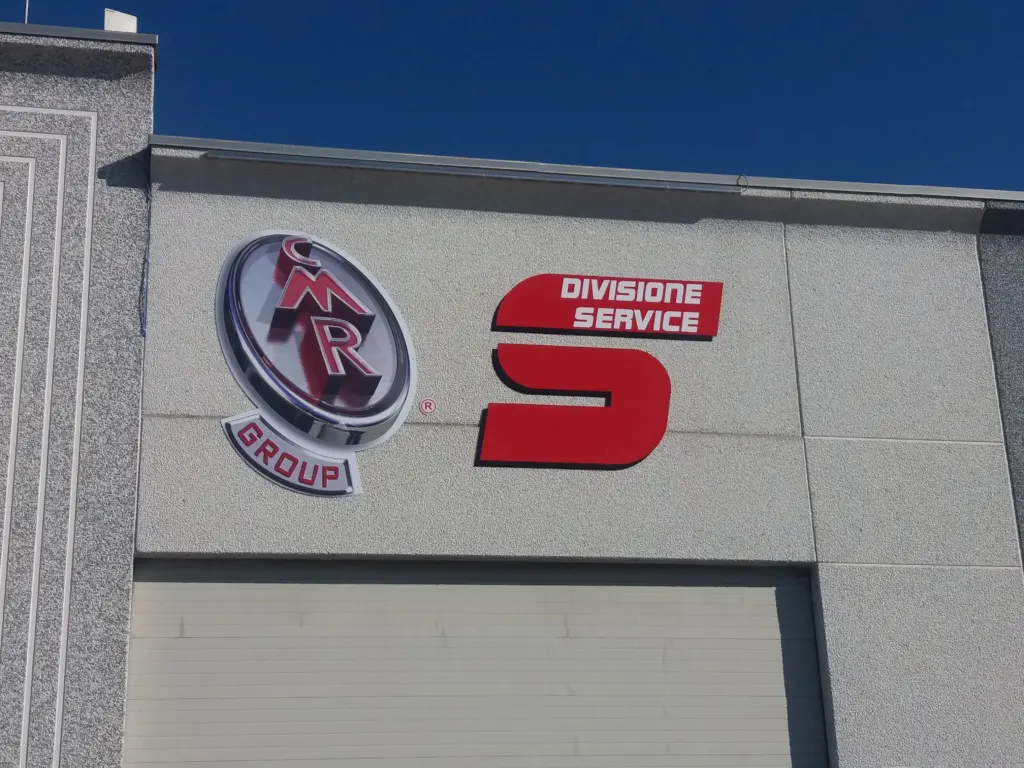 CMR
GROUP
®
DIVISIONE
SERVICE
S